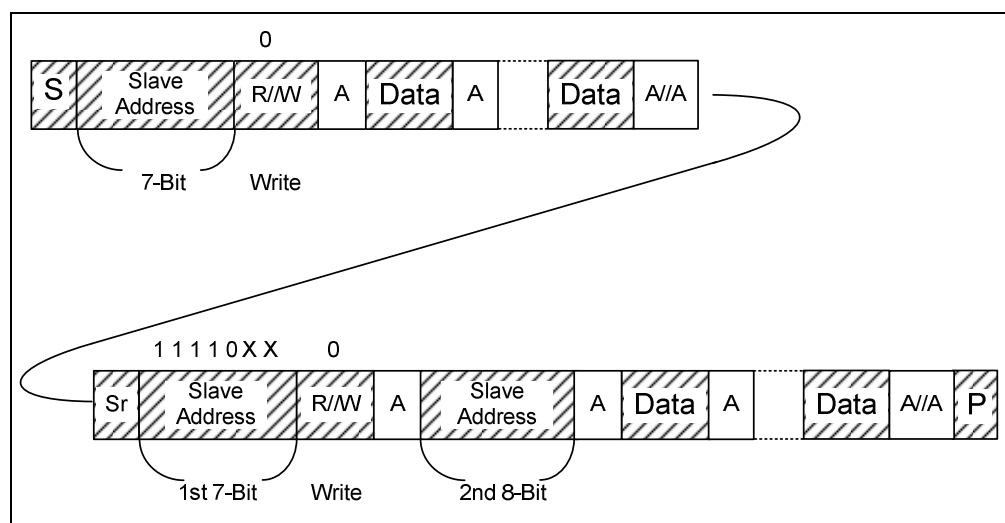 0
S Slave Address R//W A Data A Data A//A
7-Bit Write
1 1 1 1 0 X X 0
Sr Slave Address R//W A Slave Address A Data A Data A//A P
1st 7-Bit Write 2nd 8-Bit